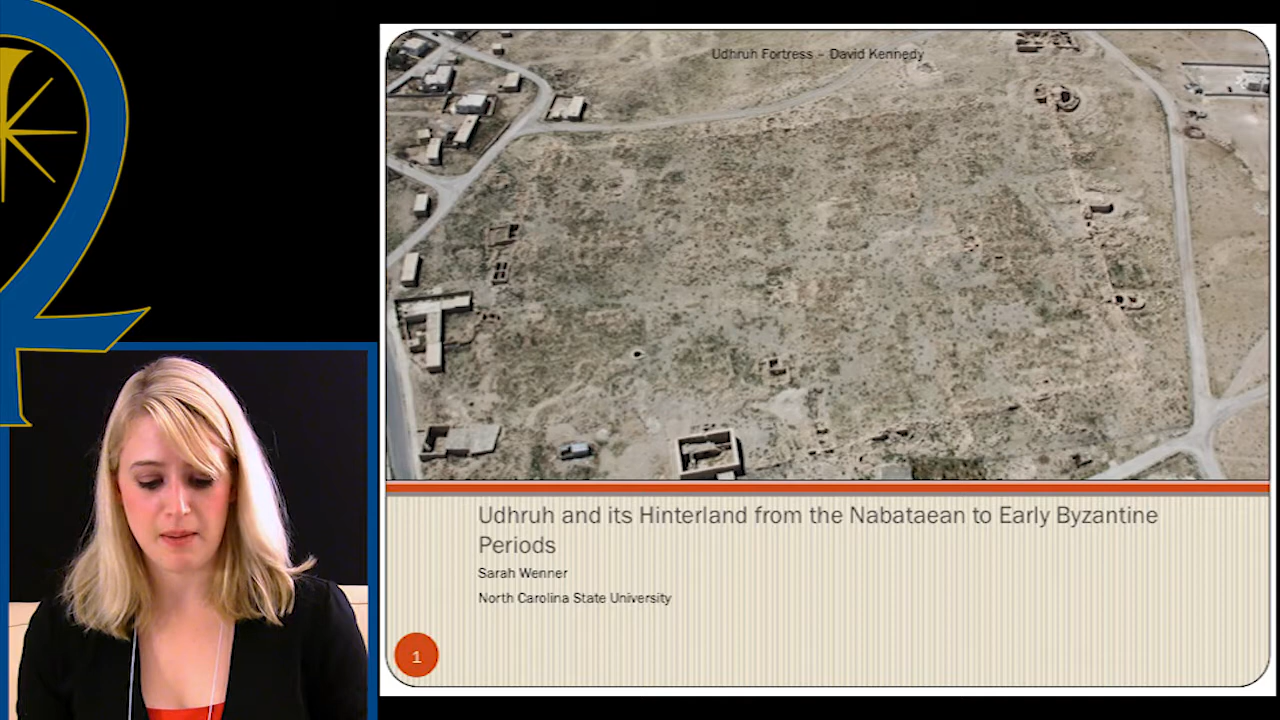 Udhruh Fortress – David Kennedy
Udhruh and its Hinterland from the Nabataean to Early Byzantine
Periods
Sarah Wenner
North Carolina State University
1